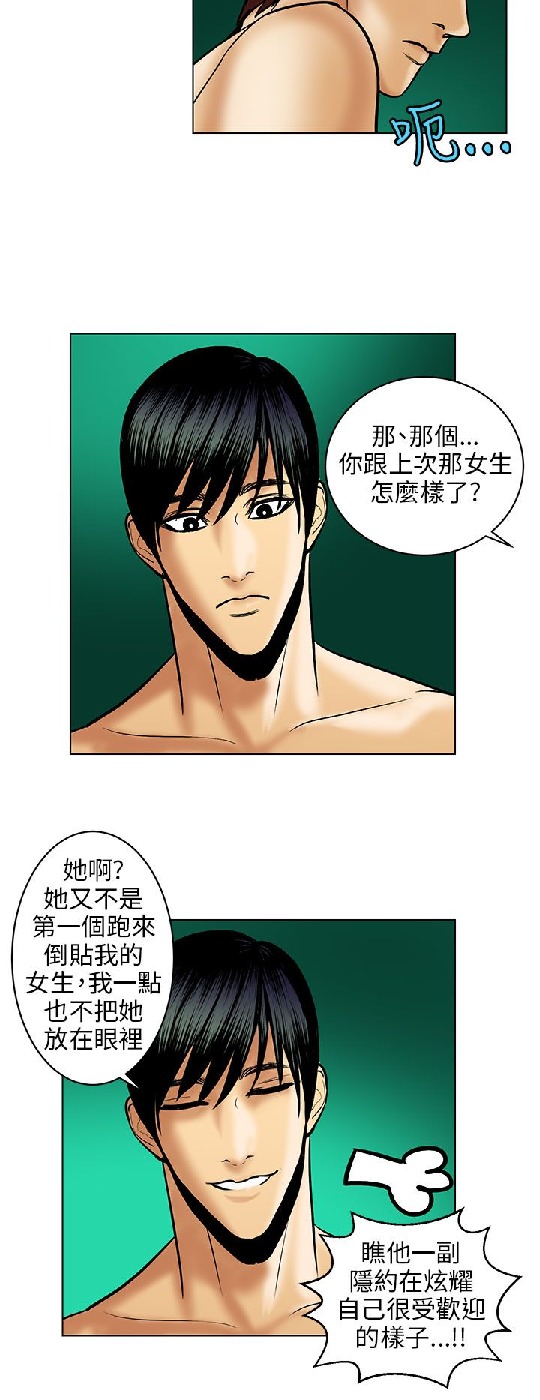 呃...
那、那個...
你跟上次那女生
怎麼樣了?
她啊?
她又不是
第一個跑來
倒貼我的
女生,我一點
也不把她
放在眼裡
瞧他一副
隱約在炫耀
自己很受歡迎
的樣子...!!